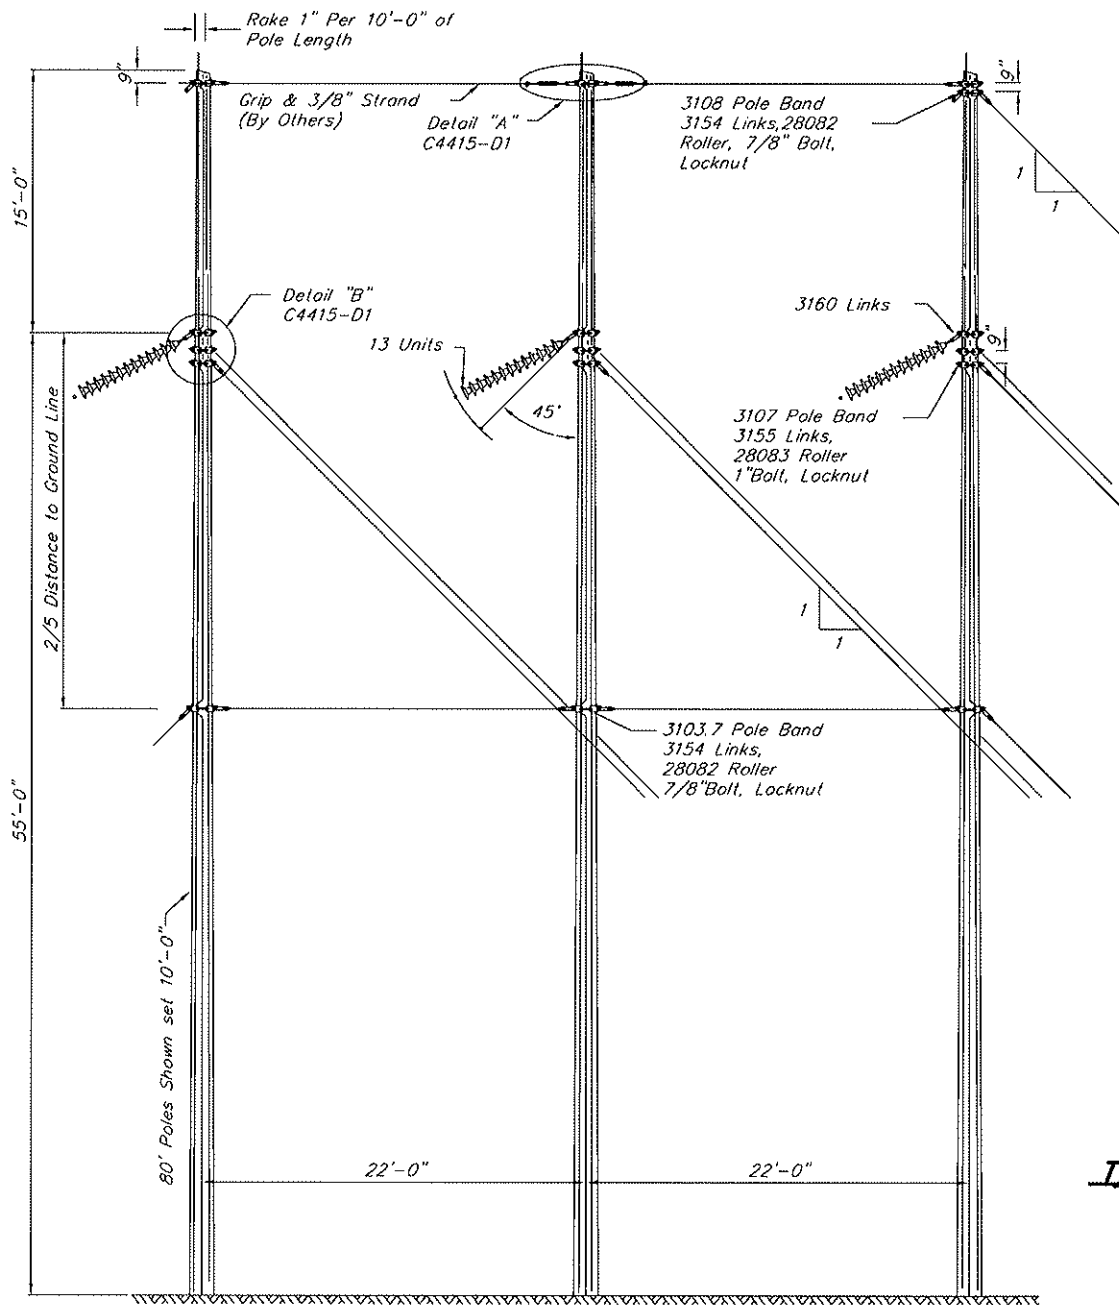 Rake 1" Per 10'-0" of
Pole Length
9"
9"
Grip & 3/8" Strand
(By Others)
Detail "A"
C4415-D1
3108 Pole Band
3154 Links,28082
Roller, 7/8" Bolt,
Locknut
1
1
15'-0"
Detail "B"
C4415-D1
3160 Links
9"
13 Units
45'
3107 Pole Band
3155 Links,
28083 Roller
1"Bolt, Locknut
2/5 Distance to Ground Line
1
1
3103.7 Pole Band
3154 Links,
28082 Roller
7/8"Bolt, Locknut
55'-0"
80' Poles Shown set 10'-0"
22'-0"
22'-0"